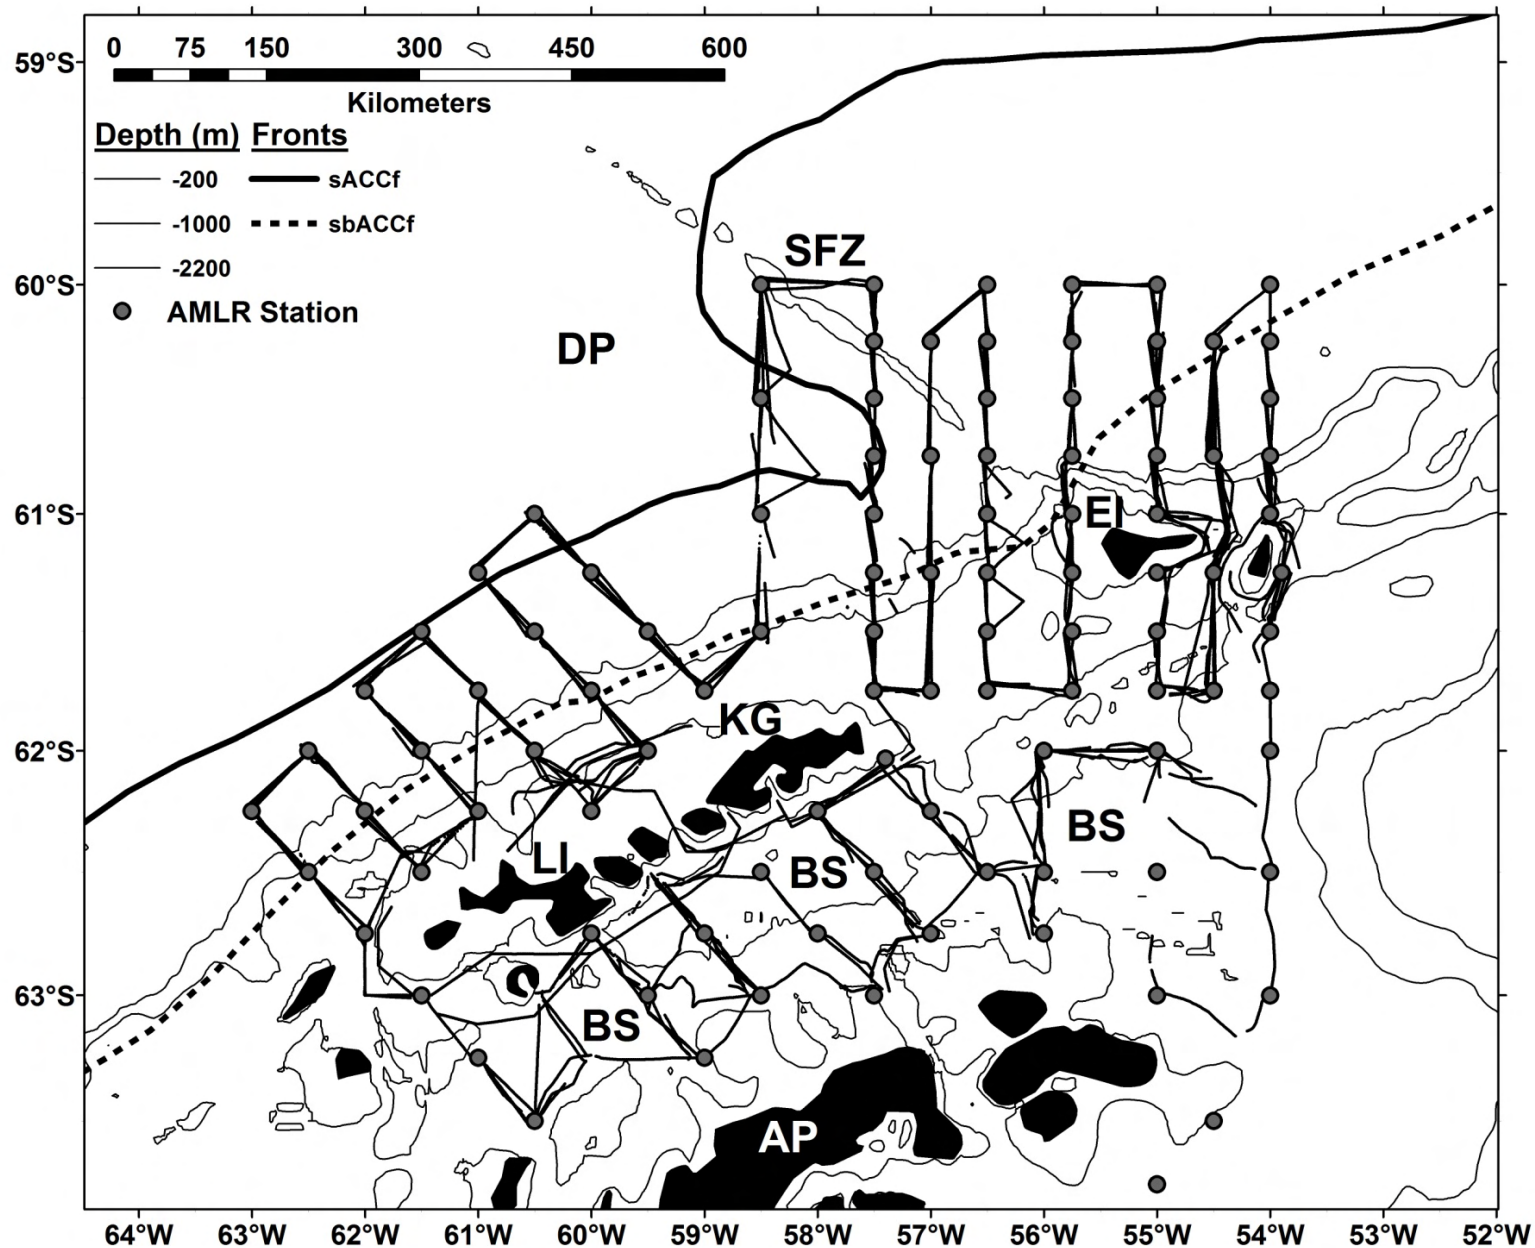 0 75 150 300 450 600
Kilometers
Depth (m) Fronts
-200 sACCf
-1000 sbACCf
-2200
AMLR Station
59°S
60°S
61°S
62°S
63°S
SFZ
DP
EI
KG
LI
BS
BS
BS
AP
64°W 63°W 62°W 61°W 60°W 59°W 58°W 57°W 56°W 55°W 54°W 53°W 52°W